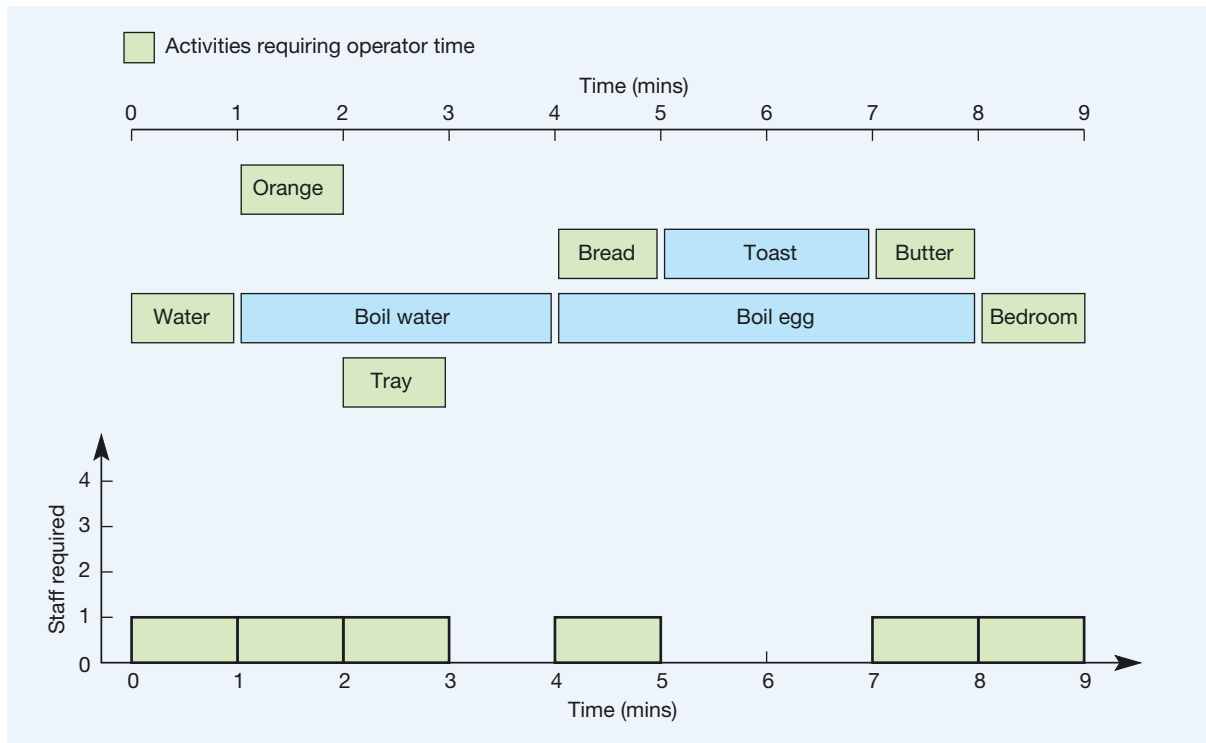 Activities requiring operator time
Time (mins)
0 1 2 3 4 5 6 7 8 9
Orange
Bread Toast Butter
Water Boil water Boil egg Bedroom
Tray
Staff required
4
3
2
1
0
0 1 2 3 4 5 6 7 8 9
Time (mins)